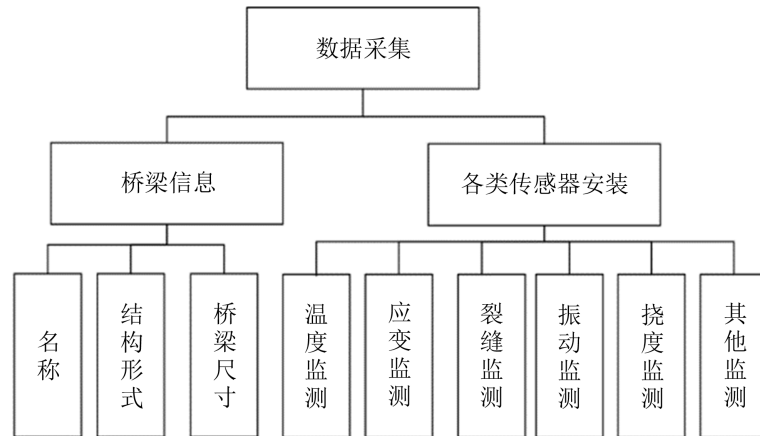 数据采集
桥梁信息
各类传感器安装
名称
结构形式
桥梁尺寸
温度监测
应变监测
裂缝监测
振动监测
挠度监测
其他监测